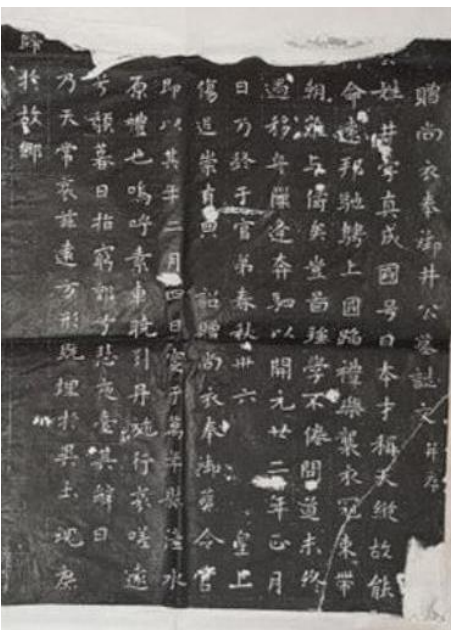 贈尚衣奉御井公墓誌文 并序
公姓井字真成國号日本才稱天縱故能
命遠邦馳騁上國蹈禮樂襲衣冠束帶
朝難与儔矣豈圖強學不倦問道未終
遇移舟隙逢奔駟以開元廿二年正月
日乃終于官弟春秋卅六 皇上
傷追崇有典 詔贈尚衣奉御葬令官
即以其年二月四日窆于萬年縣滻水
原禮也嗚呼素車曉引丹旐行哀嗟遠
兮頹暮日指窮郊兮悲夜臺其辭曰
乃天常哀茲遠方形既埋於異土魂庶
歸於故鄉